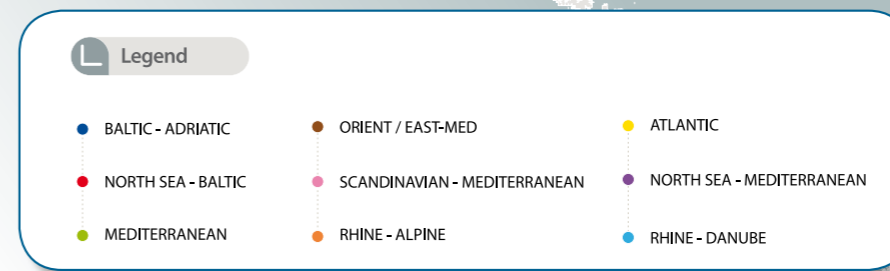 Legend
BALTIC - ADRIATIC
NORTH SEA - BALTIC
MEDITERRANEAN
ORIENT / EAST-MED
SCANDINAVIAN - MEDITERRANEAN
RHINE - ALPINE
ATLANTIC
NORTH SEA - MEDITERRANEAN
RHINE - DANUBE